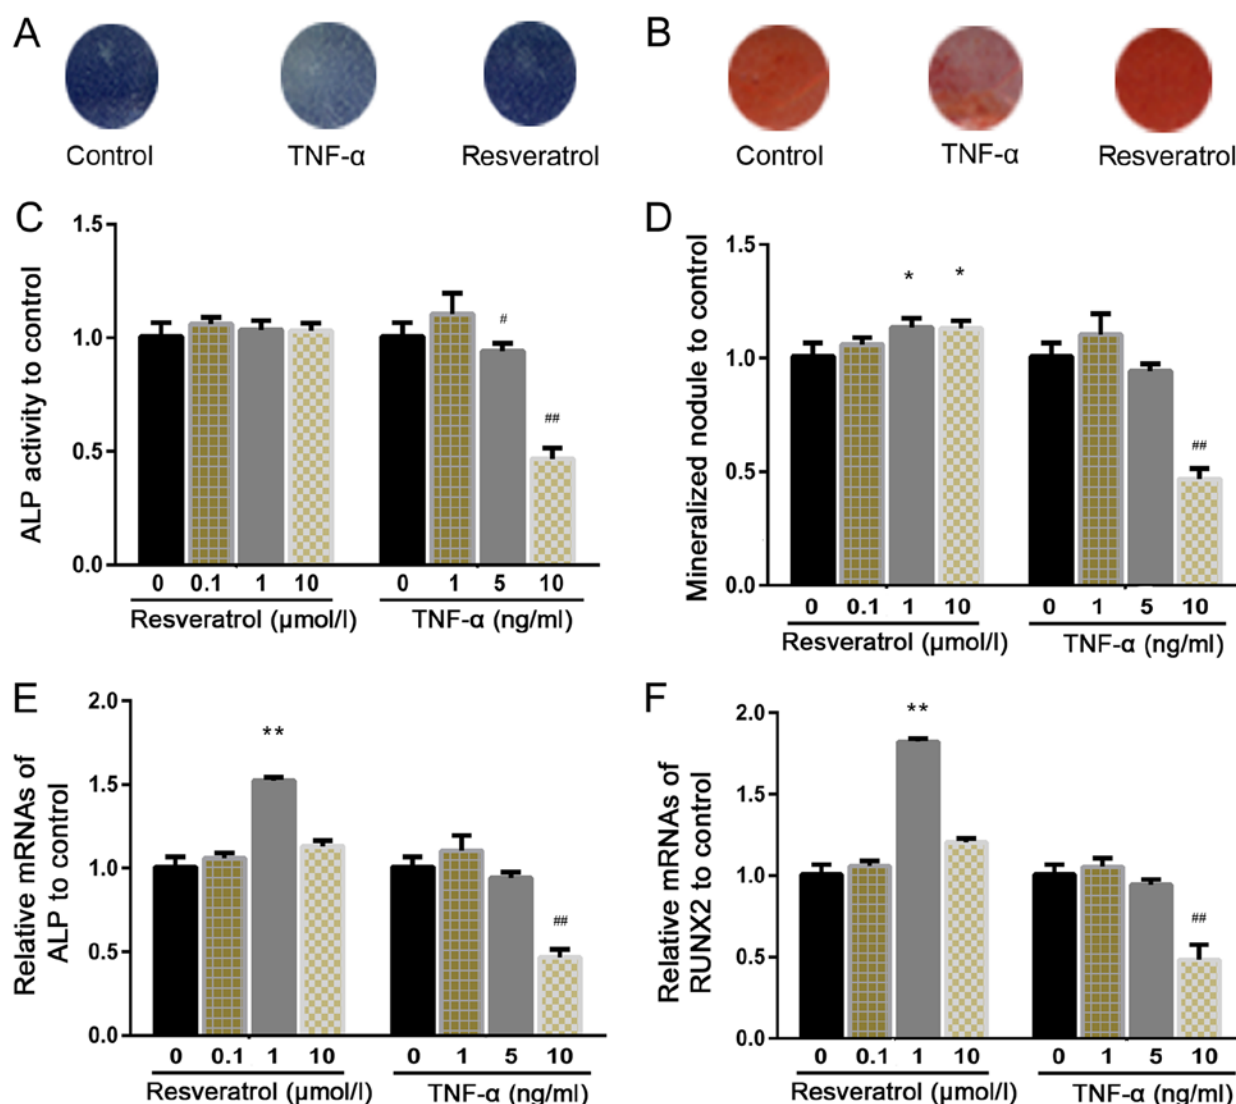 A
B
Control TNF-α Resveratrol
Control TNF-α Resveratrol
C
ALP activity to control
1.5
1.0
0.5
0.0
#
##
0 0.1 1 10 0 1 5 10
Resveratrol (µmol/l) TNF-α (ng/ml)
D
Mineralized nodule to control
1.5
1.0
0.5
0.0
* *
##
0 0.1 1 10 0 1 5 10
Resveratrol (µmol/l) TNF-α (ng/ml)
E
Relative mRNAs of
ALP to control
2.0
1.5
1.0
0.5
0.0
**
##
0 0.1 1 10 0 1 5 10
Resveratrol (µmol/l) TNF-α (ng/ml)
F
Relative mRNAs of
RUNX2 to control
2.0
1.5
1.0
0.5
0.0
**
##
0 0.1 1 10 0 1 5 10
Resveratrol (µmol/l) TNF-α (ng/ml)